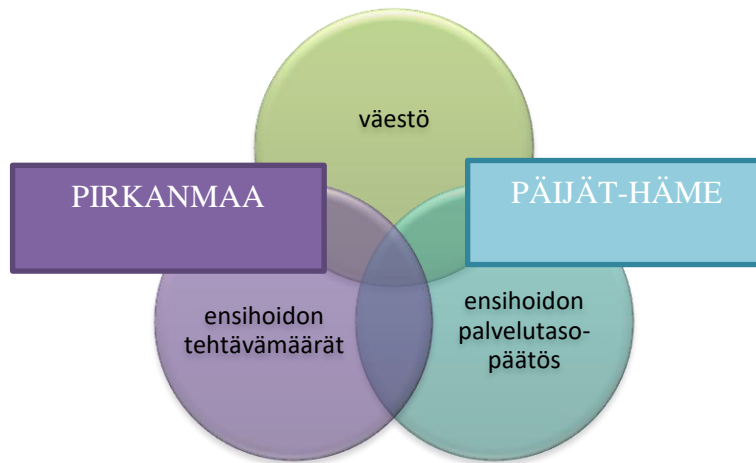 väestö
PIRKANMAA
PÄIJÄT-HÄME
ensihoidon
tehtävämäärät
ensihoidon
palvelutaso-
päätös